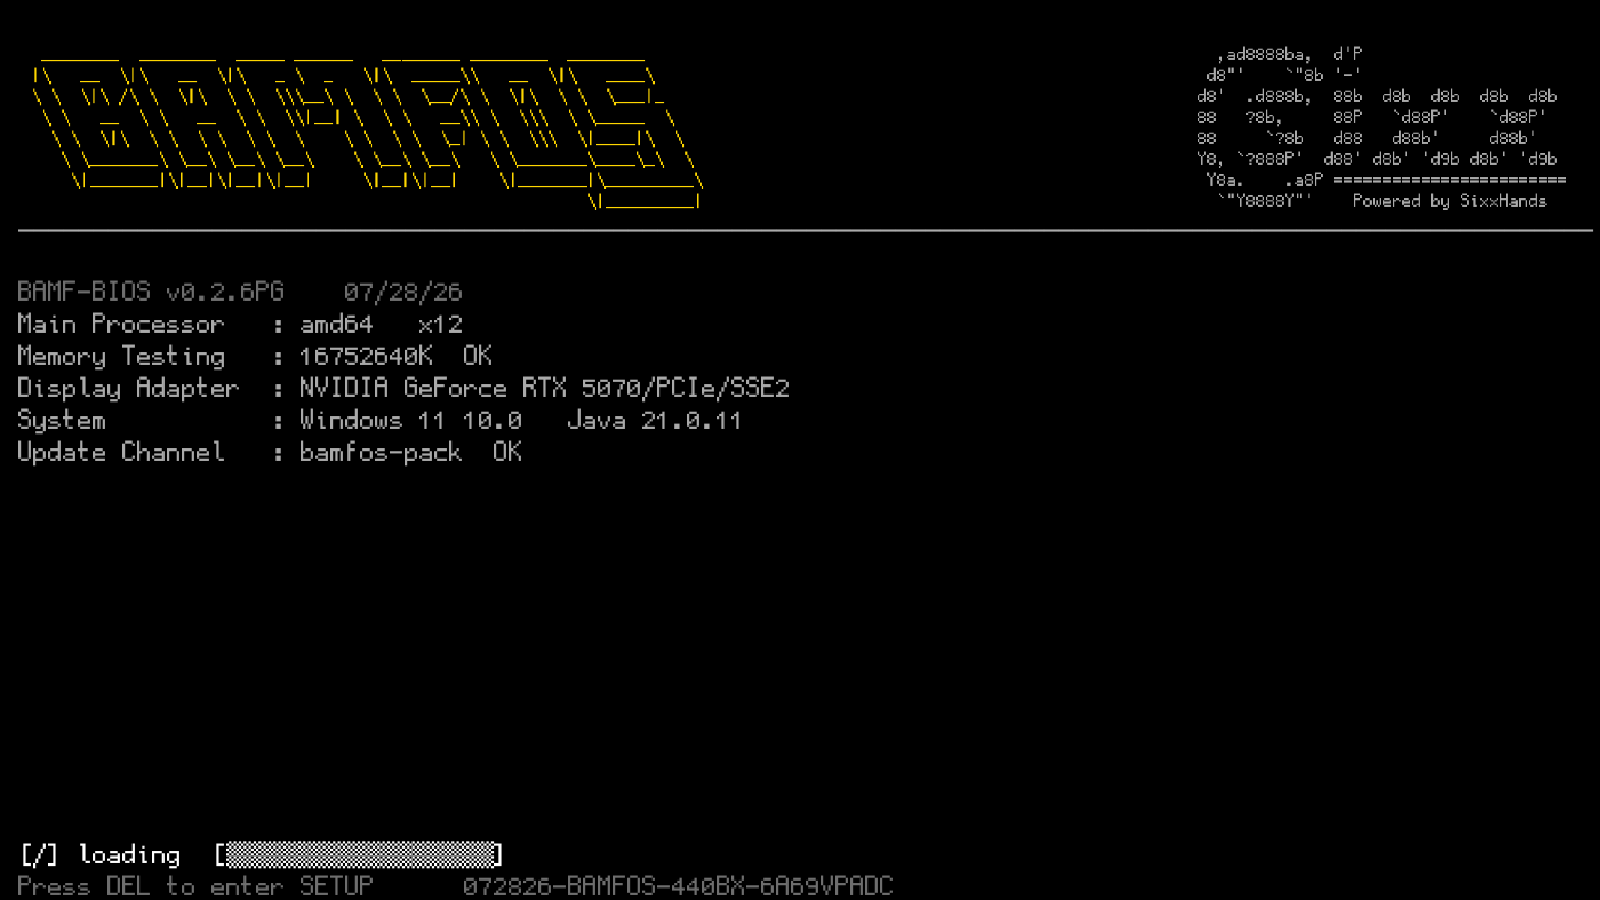 BAMFOS
Sixx
Powered by SixxHands
BAMF-BIOS v0.2.6PG    07/28/26
Main Processor   : amd64   x12
Memory Testing   : 16752640K  OK
Display Adapter  : NVIDIA GeForce RTX 5070/PCIe/SSE2
System           : Windows 11 10.0   Java 21.0.11
Update Channel   : bamfos-pack  OK
[/] loading  [▒▒▒▒▒▒▒▒▒▒▒▒▒▒▒▒▒▒]
Press DEL to enter SETUP      072826-BAMFOS-440BX-6A69VPADC